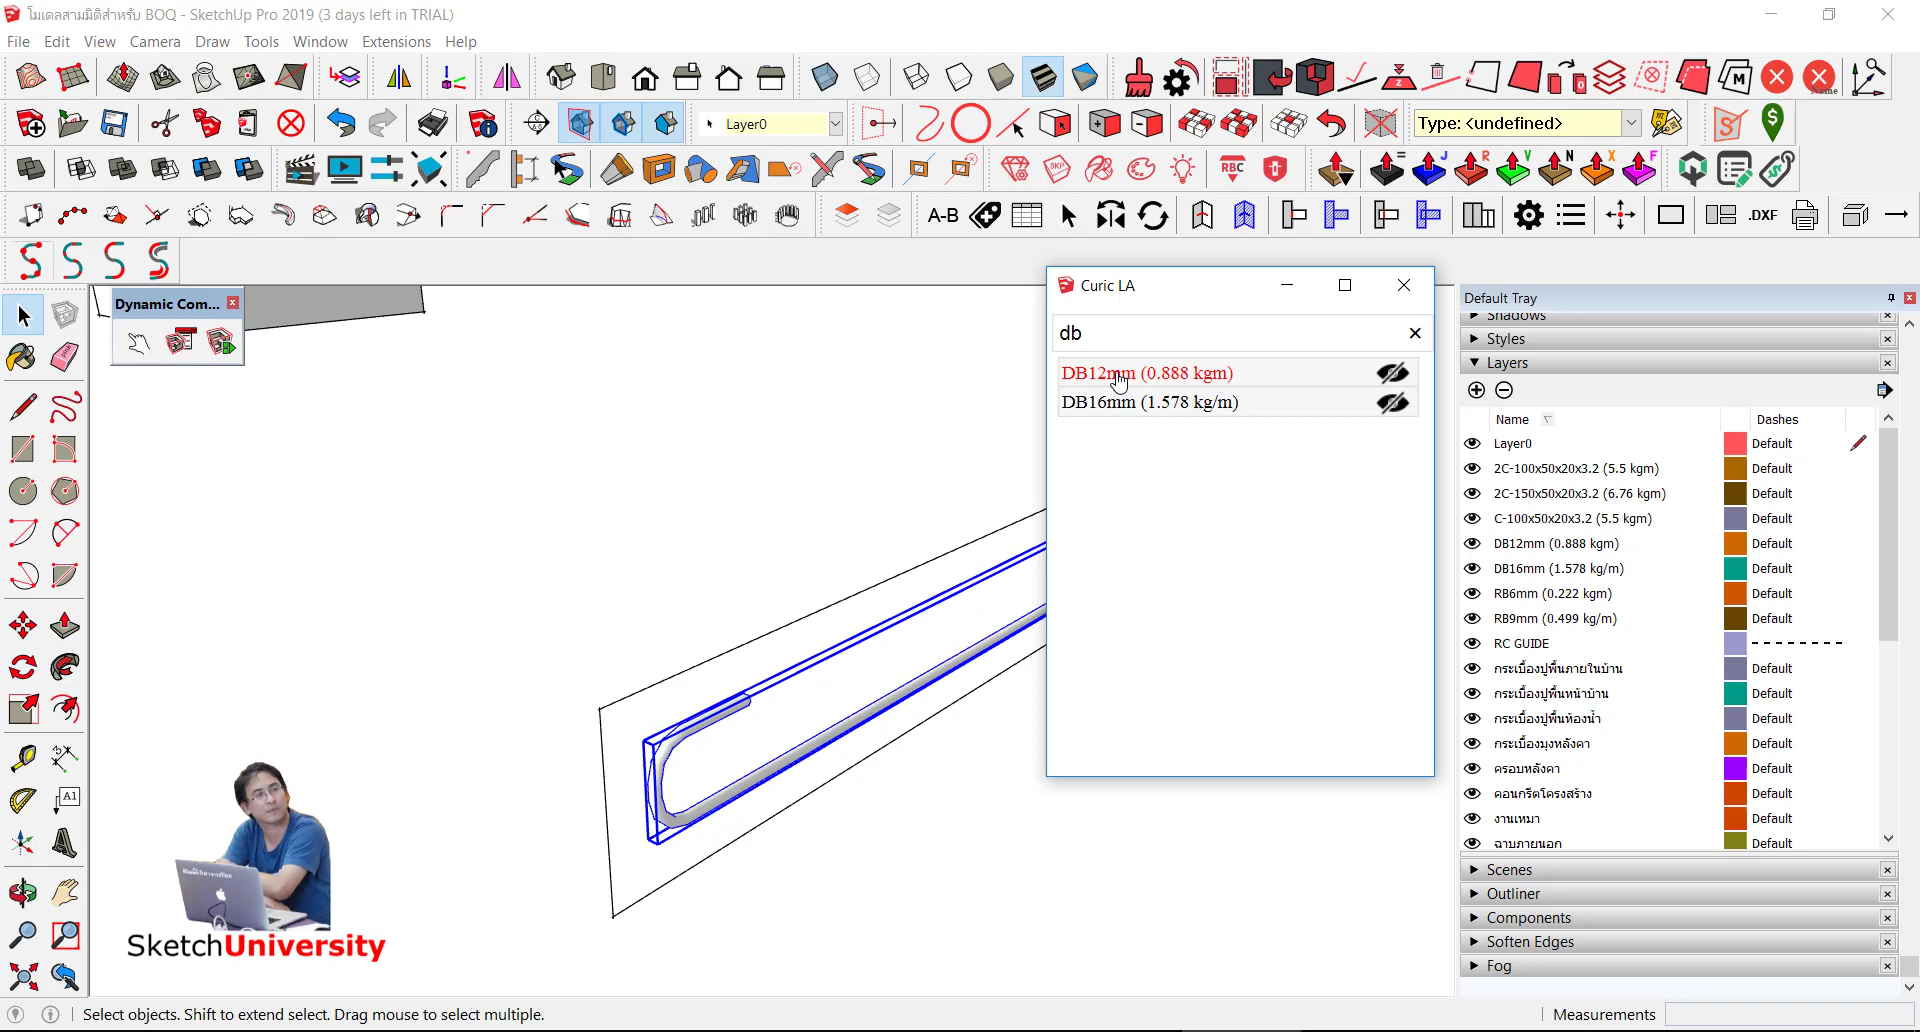 โมเดลสามมิติสำหรับ BOQ - SketchUp Pro 2019 (3 days left in TRIAL)
File Edit View Camera Draw Tools Window Extensions Help
Name
Layer0
Type: <undefined>
RBC
= J R V N X F
A-B
.DXF
Dynamic Com...
A1
Curic LA
db
DB12mm (0.888 kgm)
DB16mm (1.578 kg/m)
Default Tray
Shadows
Styles
Layers
Name Dashes
Layer0 Default
2C-100x50x20x3.2 (5.5 kgm) Default
2C-150x50x20x3.2 (6.76 kgm) Default
C-100x50x20x3.2 (5.5 kgm) Default
DB12mm (0.888 kgm) Default
DB16mm (1.578 kg/m) Default
RB6mm (0.222 kgm) Default
RB9mm (0.499 kg/m) Default
RC GUIDE
กระเบื้องปูพื้นภายในบ้าน Default
กระเบื้องปูพื้นหน้าบ้าน Default
กระเบื้องปูพื้นห้องน้ำ Default
กระเบื้องมุงหลังคา Default
ครอบหลังคา Default
คอนกรีตโครงสร้าง Default
งานเหมา Default
ฉาบภายนอก Default
Scenes
Outliner
Components
Soften Edges
Fog
SketchUniversity
Select objects. Shift to extend select. Drag mouse to select multiple.
Measurements